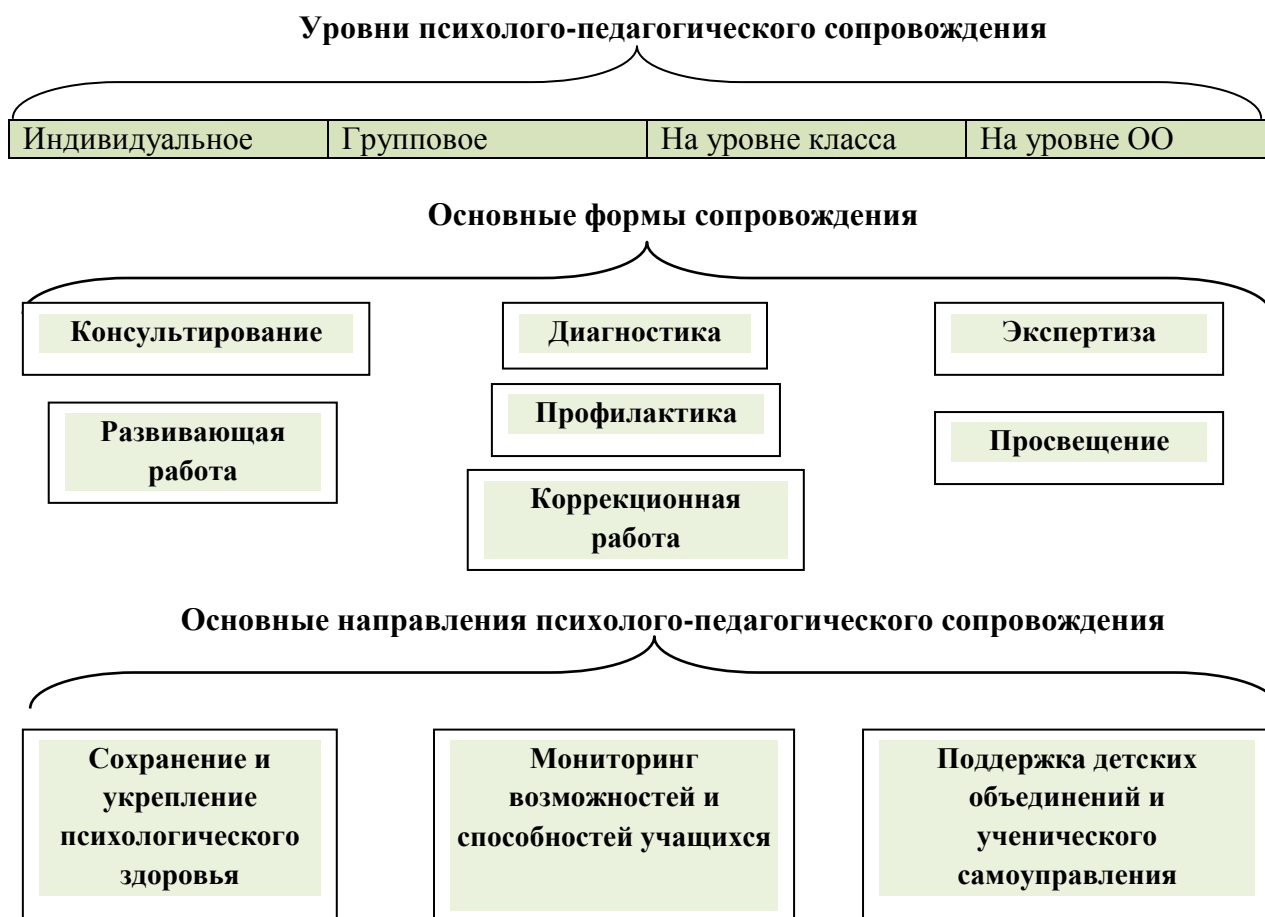 Уровни психолого-педагогического сопровождения
Индивидуальное Групповое На уровне класса На уровне ОО
Основные формы сопровождения
Консультирование
Диагностика
Экспертиза
Развивающая
работа
Профилактика
Просвещение
Коррекционная
работа
Основные направления психолого-педагогического сопровождения
Сохранение и
укрепление
психологического
здоровья
Мониторинг
возможностей и
способностей учащихся
Поддержка детских
объединений и
ученического
самоуправления